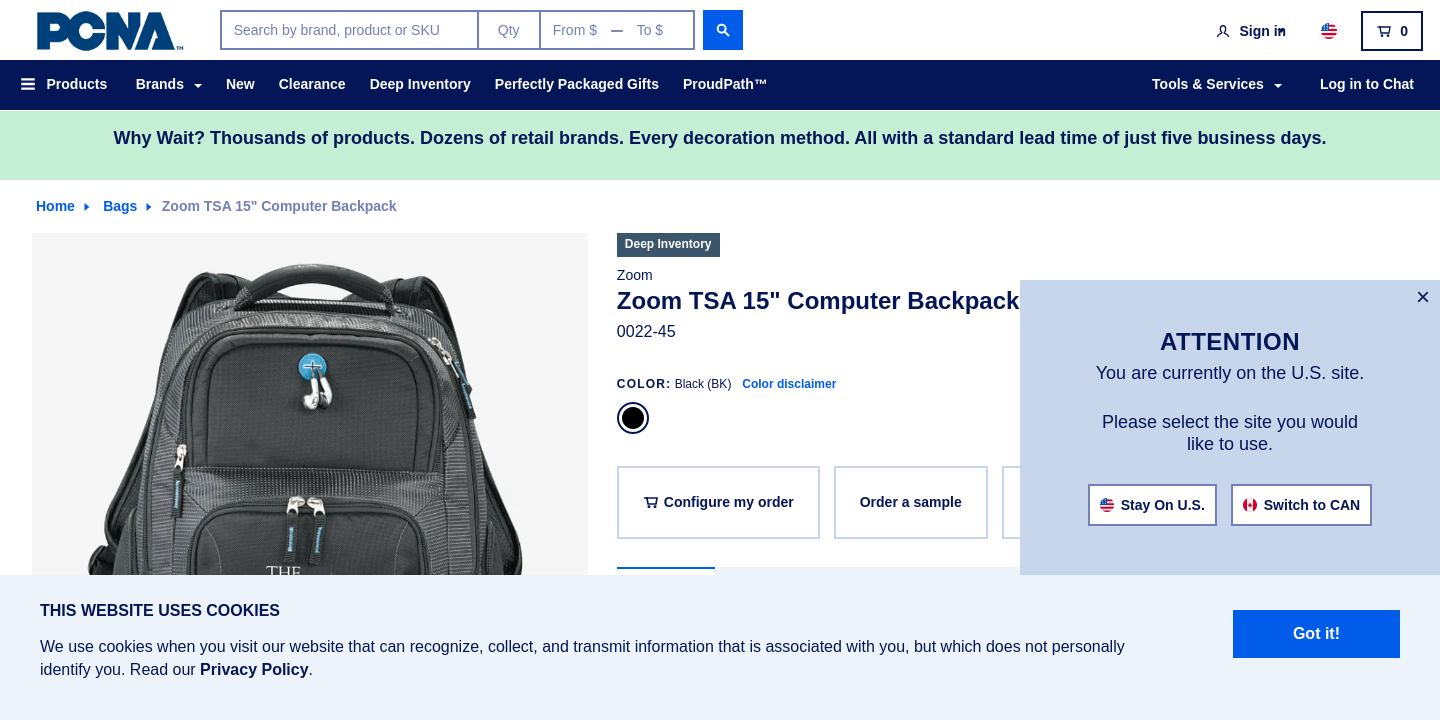 PCNA™
Search by brand, product or SKU
Qty
From $ — To $
Sign in
0
Products
Brands
New
Clearance
Deep Inventory
Perfectly Packaged Gifts
ProudPath™
Tools & Services
Log in to Chat
Why Wait? Thousands of products. Dozens of retail brands. Every decoration method. All with a standard lead time of just five business days.
Home
Bags
Zoom TSA 15" Computer Backpack
Deep Inventory
Zoom
Zoom TSA 15" Computer Backpack
0022-45
COLOR: Black (BK) Color disclaimer
Configure my order
Order a sample
THE
×
ATTENTION
You are currently on the U.S. site.
Please select the site you would
like to use.
Stay On U.S.
Switch to CAN
THIS WEBSITE USES COOKIES
We use cookies when you visit our website that can recognize, collect, and transmit information that is associated with you, but which does not personally
identify you. Read our Privacy Policy.
Got it!